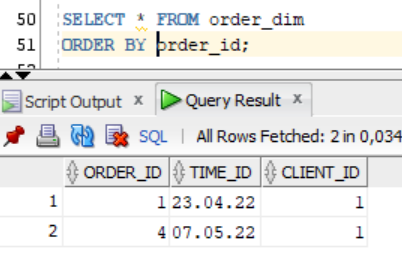 50 SELECT * FROM order_dim
51 ORDER BY order_id;
Script Output x Query Result x
SQL | All Rows Fetched: 2 in 0,034
ORDER_ID TIME_ID CLIENT_ID
1 1 23.04.22 1
2 4 07.05.22 1